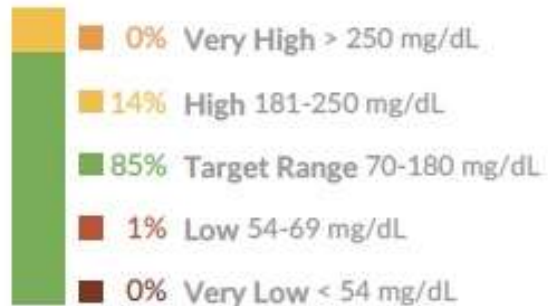 0% Very High > 250 mg/dL
14% High 181-250 mg/dL
85% Target Range 70-180 mg/dL
1% Low 54-69 mg/dL
0% Very Low < 54 mg/dL